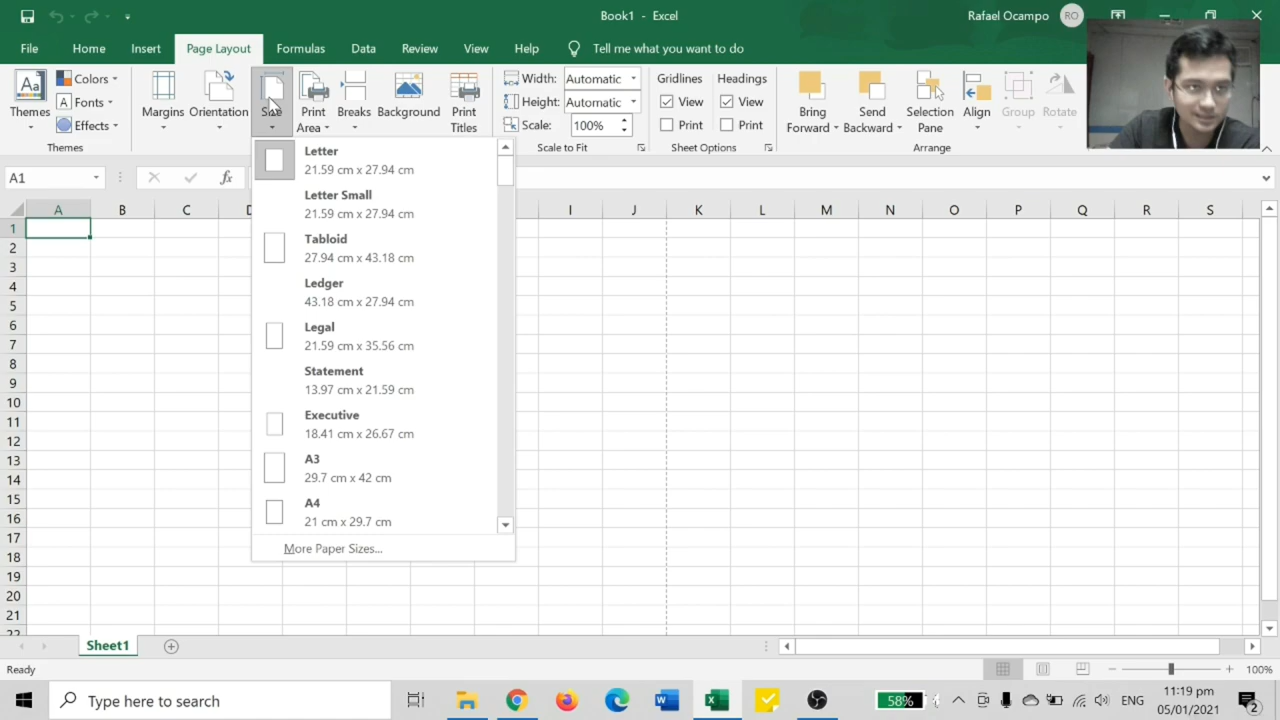 Book1 - Excel
Rafael Ocampo
RO
File
Home
Insert
Page Layout
Formulas
Data
Review
View
Help
Tell me what you want to do
Aa
Themes
Colors
A Fonts
Effects
Themes
Margins
Orientation
Size
Print
Area
Breaks
Background
Print
Titles
Width:
Automatic
Height:
Automatic
Scale:
100%
Scale to Fit
Gridlines
View
Print
Headings
View
Print
Sheet Options
Bring
Forward
Send
Backward
Selection
Pane
Align
Group
Rotate
Arrange
A1
fx
A B C D I J K L M N O P Q R S
1
2
3
4
5
6
7
8
9
10
11
12
13
14
15
16
17
18
19
20
21
22
Letter
21.59 cm x 27.94 cm
Letter Small
21.59 cm x 27.94 cm
Tabloid
27.94 cm x 43.18 cm
Ledger
43.18 cm x 27.94 cm
Legal
21.59 cm x 35.56 cm
Statement
13.97 cm x 21.59 cm
Executive
18.41 cm x 26.67 cm
A3
29.7 cm x 42 cm
A4
21 cm x 29.7 cm
More Paper Sizes...
Sheet1
Ready
100%
Type here to search
58%
ENG
11:19 pm
05/01/2021
2